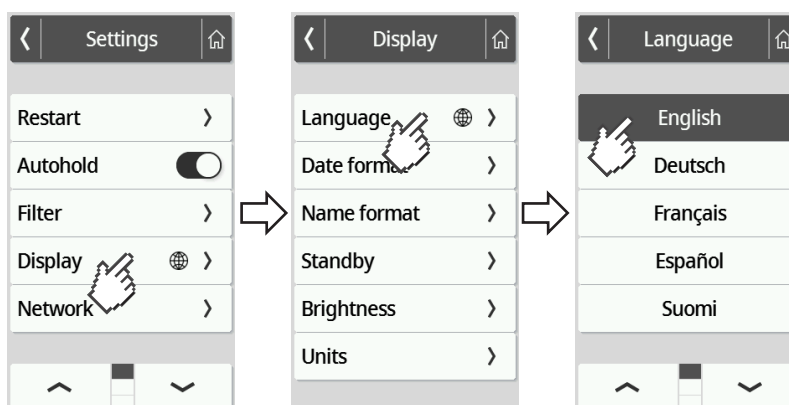 Settings
Restart
Autohold
Filter
Display
Network
Display
Language
Date format
Name format
Standby
Brightness
Units
Language
English
Deutsch
Français
Español
Suomi